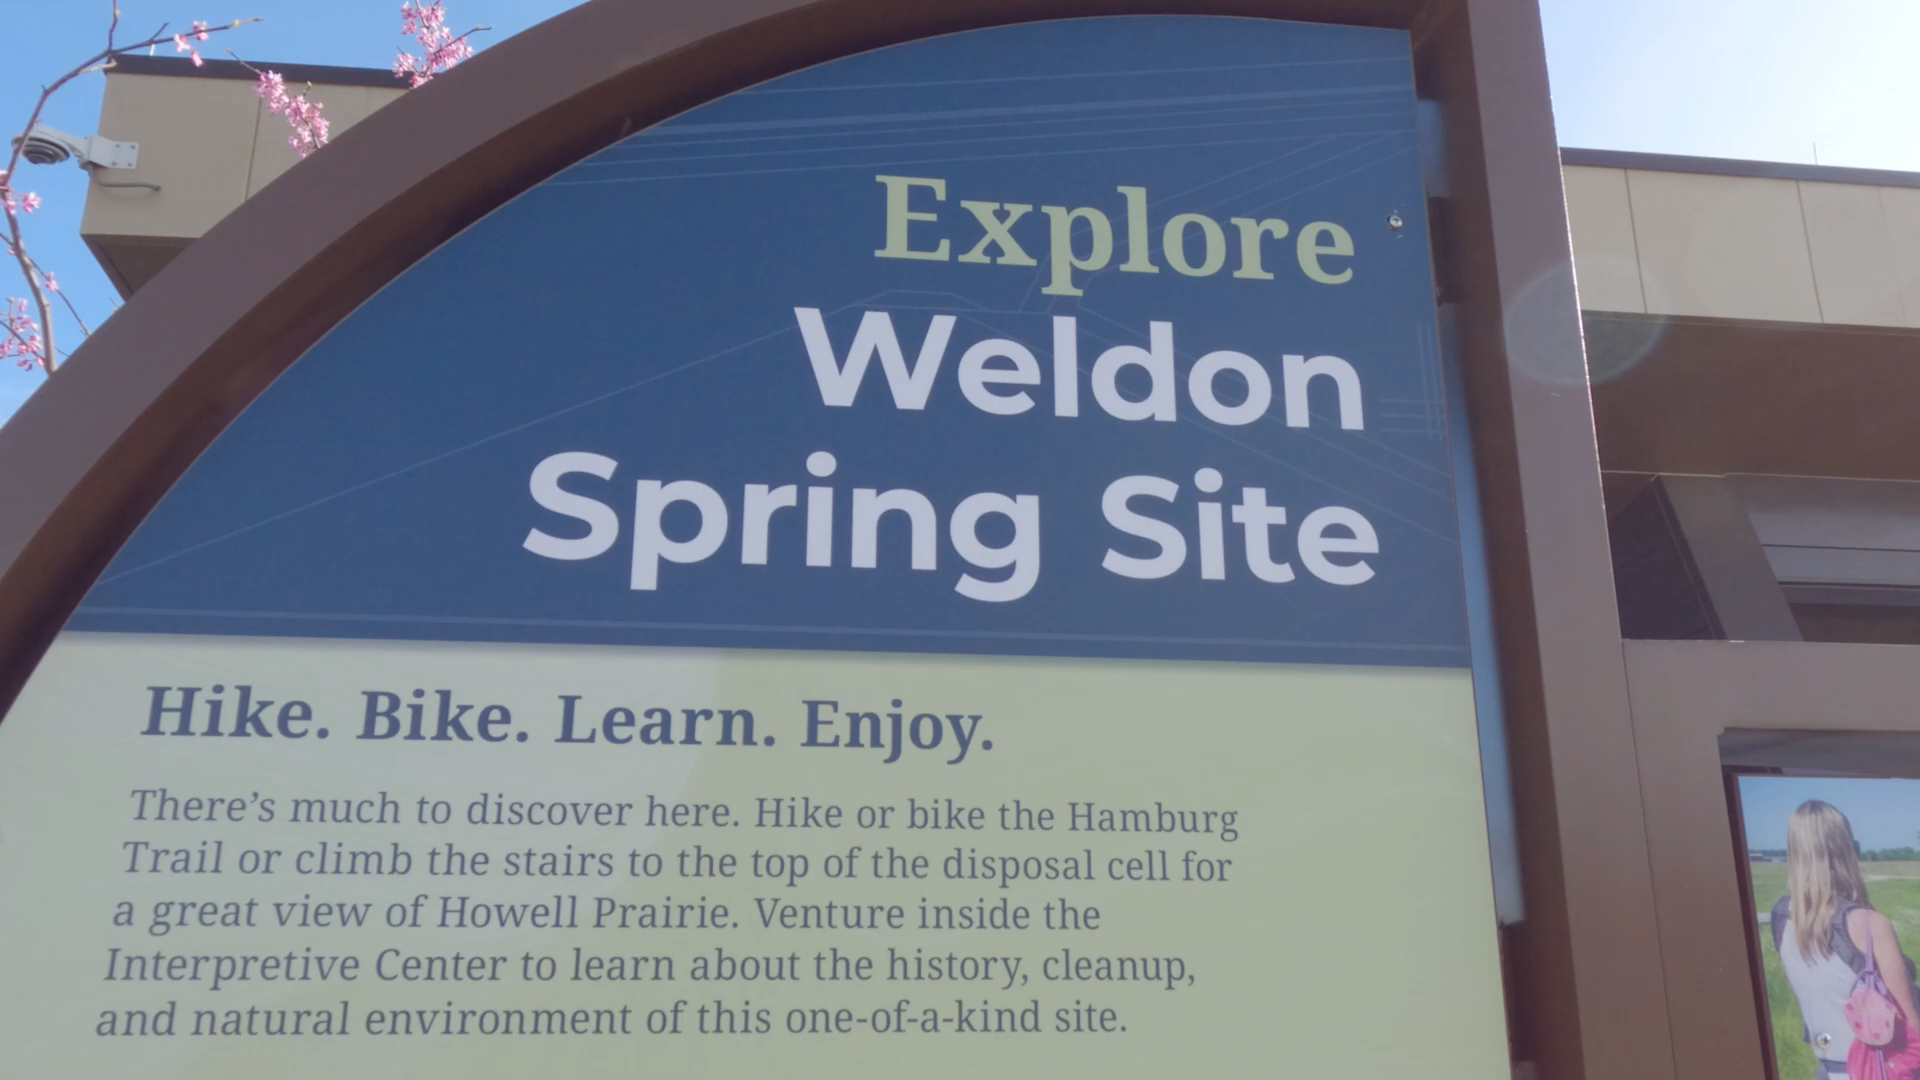 Explore
Weldon
Spring Site
Hike. Bike. Learn. Enjoy.
There’s much to discover here. Hike or bike the Hamburg
Trail or climb the stairs to the top of the disposal cell for
a great view of Howell Prairie. Venture inside the
Interpretive Center to learn about the history, cleanup,
and natural environment of this one-of-a-kind site.